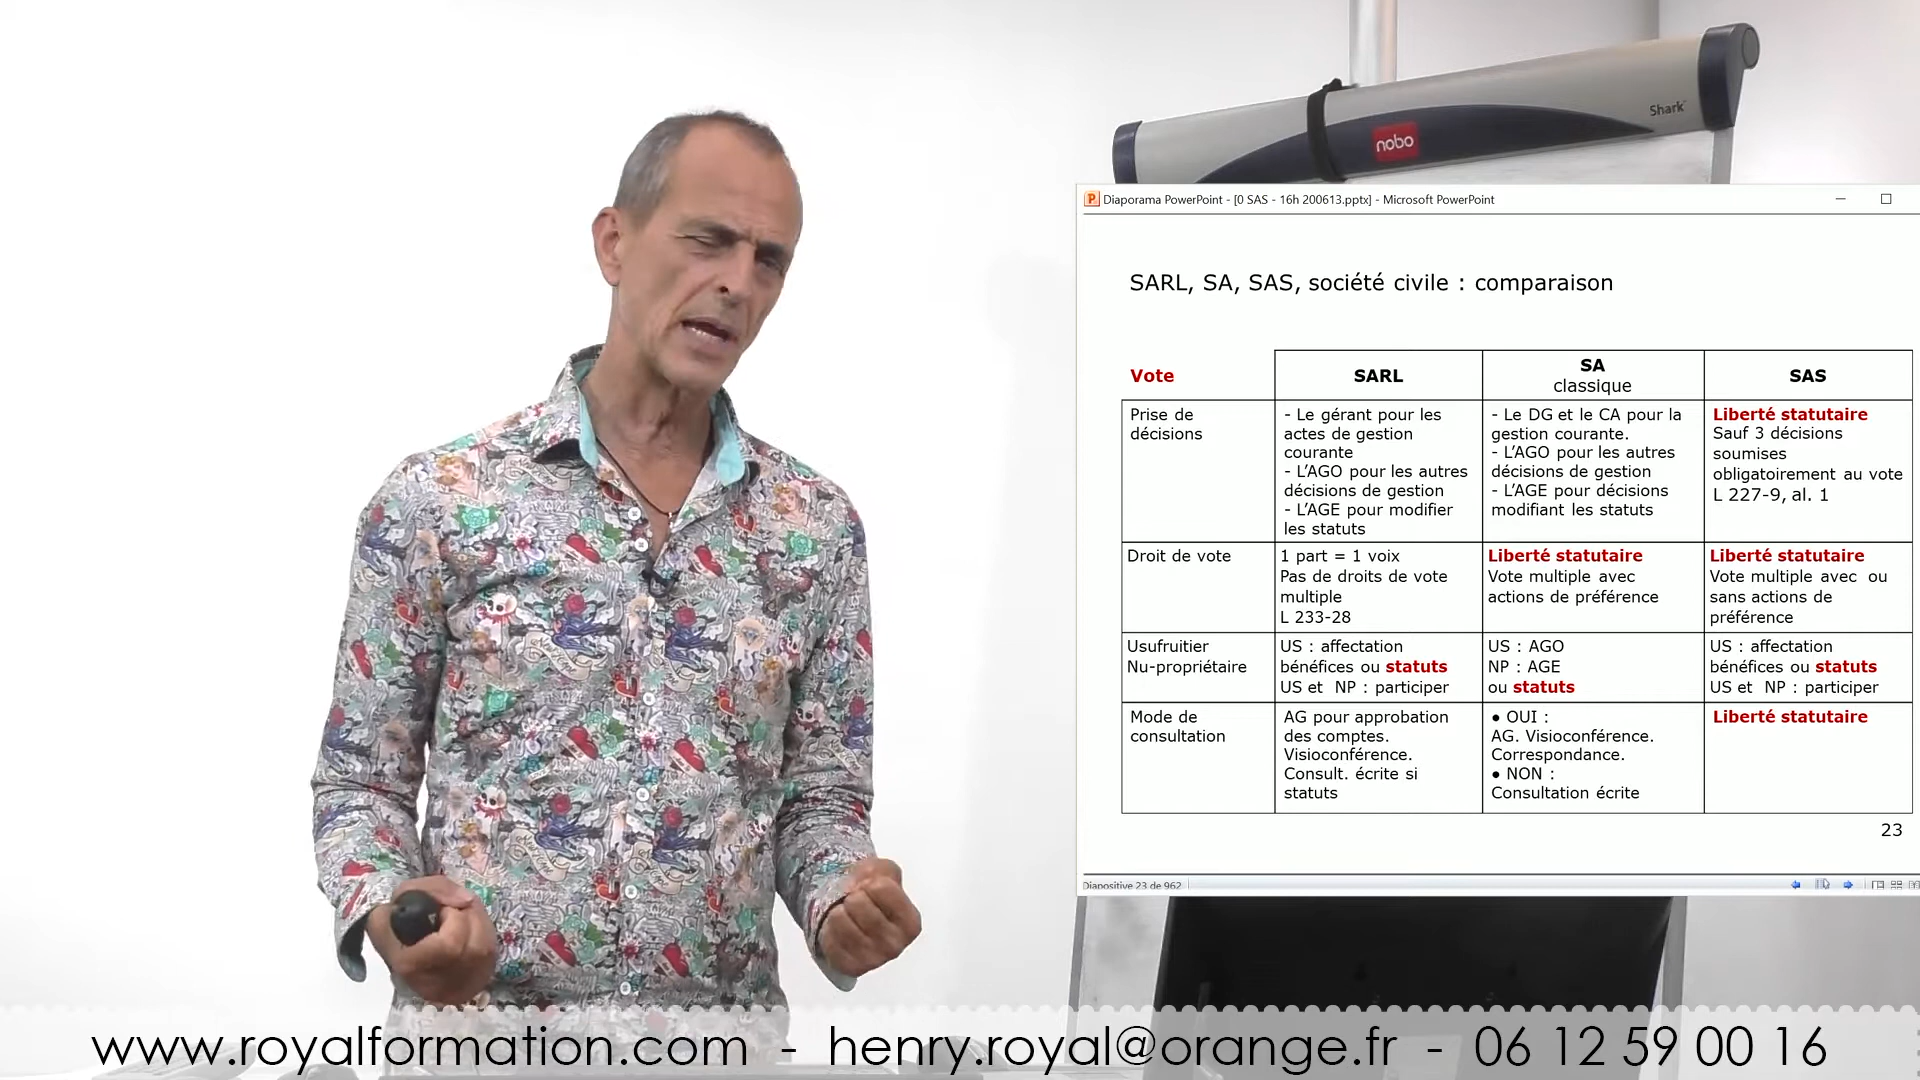 Shark
nobo
Diaporama PowerPoint - [0 SAS - 16h 200613.pptx] - Microsoft PowerPoint
SARL, SA, SAS, société civile : comparaison
Vote
SARL
SA
classique
SAS
Prise de
décisions
- Le gérant pour les
actes de gestion
courante
- L’AGO pour les autres
décisions de gestion
- L’AGE pour modifier
les statuts
- Le DG et le CA pour la
gestion courante.
- L’AGO pour les autres
décisions de gestion
- L’AGE pour décisions
modifiant les statuts
Liberté statutaire
Sauf 3 décisions
soumises
obligatoirement au vote
L 227-9, al. 1
Droit de vote
1 part = 1 voix
Pas de droits de vote
multiple
L 233-28
Liberté statutaire
Vote multiple avec
actions de préférence
Liberté statutaire
Vote multiple avec ou
sans actions de
préférence
Usufruitier
Nu-propriétaire
US : affectation
bénéfices ou statuts
US et NP : participer
US : AGO
NP : AGE
ou statuts
US : affectation
bénéfices ou statuts
US et NP : participer
Mode de
consultation
AG pour approbation
des comptes.
Visioconférence.
Consult. écrite si
statuts
● OUI :
AG. Visioconférence.
Correspondance.
● NON :
Consultation écrite
Liberté statutaire
23
Diapositive 23 de 962
www.royalformation.com - henry.royal@orange.fr - 06 12 59 00 16